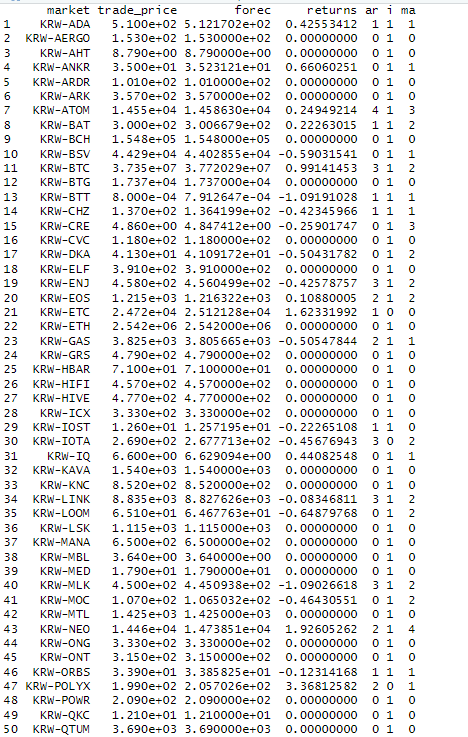 market trade_price forec returns ar i ma
1 KRW-ADA 5.100e+02 5.121702e+02 0.42553412 1 1 1
2 KRW-AERGO 1.530e+02 1.530000e+02 0.00000000 0 1 0
3 KRW-AHT 8.790e+00 8.790000e+00 0.00000000 0 1 0
4 KRW-ANKR 3.500e+01 3.523121e+01 0.66060251 0 1 1
5 KRW-ARDR 1.010e+02 1.010000e+02 0.00000000 0 1 0
6 KRW-ARK 3.570e+02 3.570000e+02 0.00000000 0 1 0
7 KRW-ATOM 1.455e+04 1.458630e+04 0.24949214 4 1 3
8 KRW-BAT 3.000e+02 3.006679e+02 0.22263015 1 1 2
9 KRW-BCH 1.548e+05 1.548000e+05 0.00000000 0 1 0
10 KRW-BSV 4.429e+04 4.402855e+04 -0.59031541 0 1 1
11 KRW-BTC 3.735e+07 3.772029e+07 0.99141453 3 1 2
12 KRW-BTG 1.737e+04 1.737000e+04 0.00000000 0 1 0
13 KRW-BTT 8.000e-04 7.912647e-04 -1.09191028 1 1 1
14 KRW-CHZ 1.370e+02 1.364199e+02 -0.42345966 1 1 1
15 KRW-CRE 4.860e+00 4.847412e+00 -0.25901747 0 1 3
16 KRW-CVC 1.180e+02 1.180000e+02 0.00000000 0 1 0
17 KRW-DKA 4.130e+01 4.109172e+01 -0.50431782 0 1 2
18 KRW-ELF 3.910e+02 3.910000e+02 0.00000000 0 1 0
19 KRW-ENJ 4.580e+02 4.560499e+02 -0.42578757 3 1 2
20 KRW-EOS 1.215e+03 1.216322e+03 0.10880005 2 1 2
21 KRW-ETC 2.472e+04 2.512128e+04 1.62331992 1 0 0
22 KRW-ETH 2.542e+06 2.542000e+06 0.00000000 0 1 0
23 KRW-GAS 3.825e+03 3.805665e+03 -0.50547844 2 1 1
24 KRW-GRS 4.790e+02 4.790000e+02 0.00000000 0 1 0
25 KRW-HBAR 7.100e+01 7.100000e+01 0.00000000 0 1 0
26 KRW-HIFI 4.570e+02 4.570000e+02 0.00000000 0 1 0
27 KRW-HIVE 4.770e+02 4.770000e+02 0.00000000 0 1 0
28 KRW-ICX 3.330e+02 3.330000e+02 0.00000000 0 1 0
29 KRW-IOST 1.260e+01 1.257195e+01 -0.22265108 1 1 0
30 KRW-IOTA 2.690e+02 2.677713e+02 -0.45676943 3 0 2
31 KRW-IQ 6.600e+00 6.629094e+00 0.44082548 0 1 1
32 KRW-KAVA 1.540e+03 1.540000e+03 0.00000000 0 1 0
33 KRW-KNC 8.520e+02 8.520000e+02 0.00000000 0 1 0
34 KRW-LINK 8.835e+03 8.827626e+03 -0.08346811 3 1 2
35 KRW-LOOM 6.510e+01 6.467763e+01 -0.64879768 0 1 2
36 KRW-LSK 1.115e+03 1.115000e+03 0.00000000 0 1 0
37 KRW-MANA 6.500e+02 6.500000e+02 0.00000000 0 1 0
38 KRW-MBL 3.640e+00 3.640000e+00 0.00000000 0 1 0
39 KRW-MED 1.790e+01 1.790000e+01 0.00000000 0 1 0
40 KRW-MLK 4.500e+02 4.450938e+02 -1.09026618 3 1 2
41 KRW-MOC 1.070e+02 1.065032e+02 -0.46430551 0 1 2
42 KRW-MTL 1.425e+03 1.425000e+03 0.00000000 0 1 0
43 KRW-NEO 1.446e+04 1.473851e+04 1.92605262 2 1 4
44 KRW-ONG 3.330e+02 3.330000e+02 0.00000000 0 1 0
45 KRW-ONT 3.150e+02 3.150000e+02 0.00000000 0 1 0
46 KRW-ORBS 3.390e+01 3.385825e+01 -0.12314168 1 1 1
47 KRW-POLYX 1.990e+02 2.057026e+02 3.36812582 2 0 1
48 KRW-POWR 2.090e+02 2.090000e+02 0.00000000 0 1 0
49 KRW-QKC 1.210e+01 1.210000e+01 0.00000000 0 1 0
50 KRW-QTUM 3.690e+03 3.690000e+03 0.00000000 0 1 0